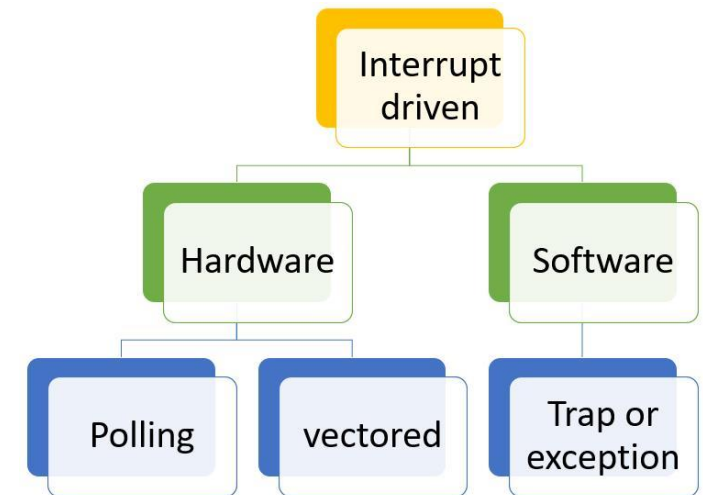 Interrupt
driven
Hardware
Software
Polling
vectored
Trap or
exception